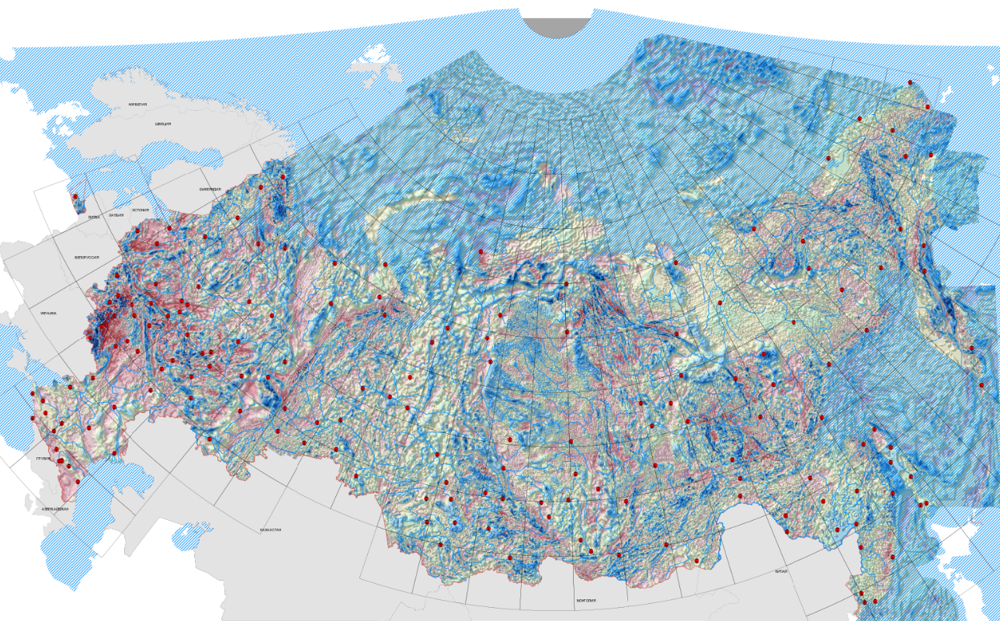 НОРВЕГИЯ
ШВЕЦИЯ
ФИНЛЯНДИЯ
ЭСТОНИЯ
ЛАТВИЯ
ЛИТВА
БЕЛОРУССИЯ
УКРАИНА
ГРУЗИЯ
АЗЕРБАЙДЖАН
КАЗАХСТАН
КИТАЙ
МОНГОЛИЯ